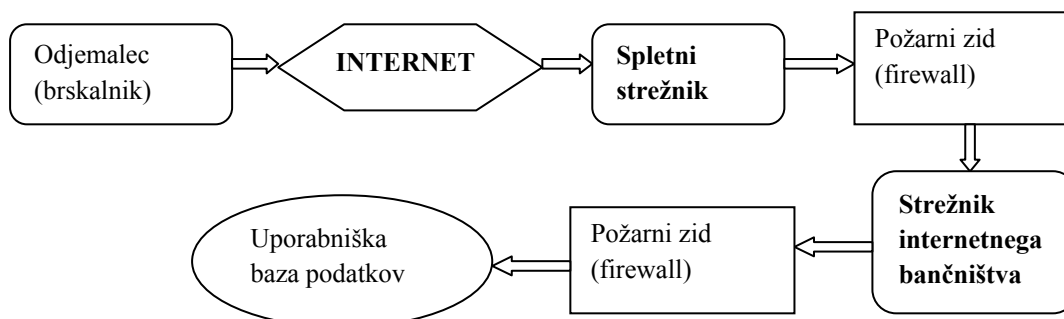 Odjemalec
(brskalnik)
INTERNET
Spletni
strežnik
Požarni zid
(firewall)
Strežnik
internetnega
bančništva
Požarni zid
(firewall)
Uporabniška
baza podatkov